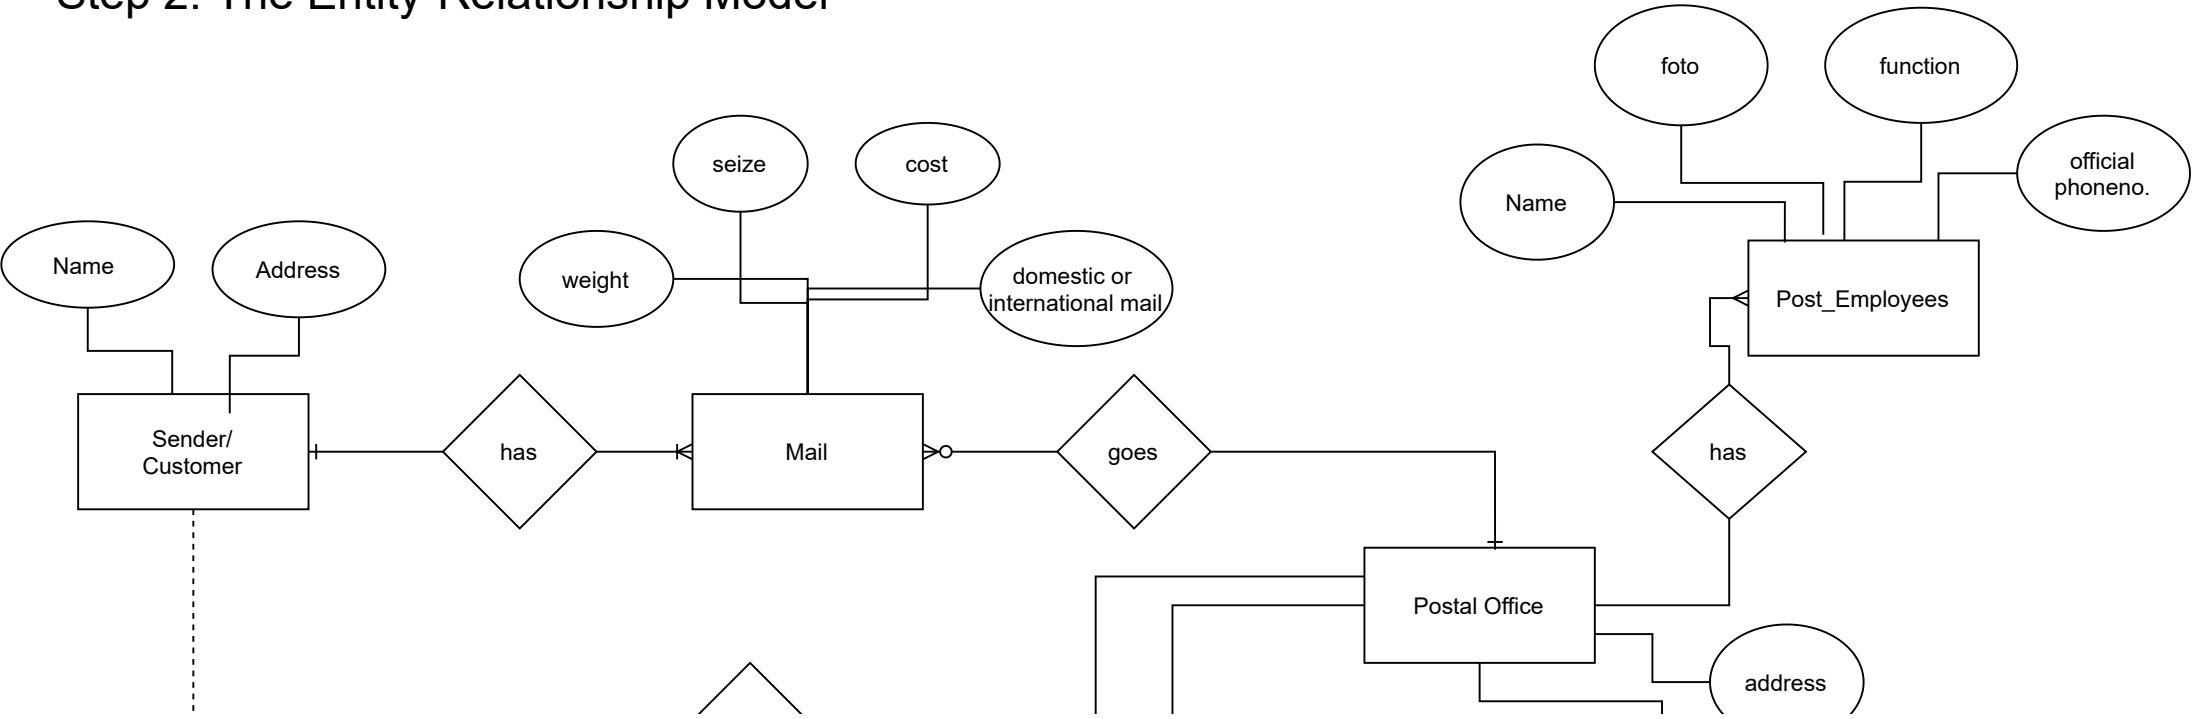 Step 2: The Entity-Relationship Model
foto
function
official
phoneno.
Name
seize
cost
Name
Address
weight
domestic or
international mail
Post_Employees
Sender/
Customer
has
Mail
goes
has
Postal Office
address